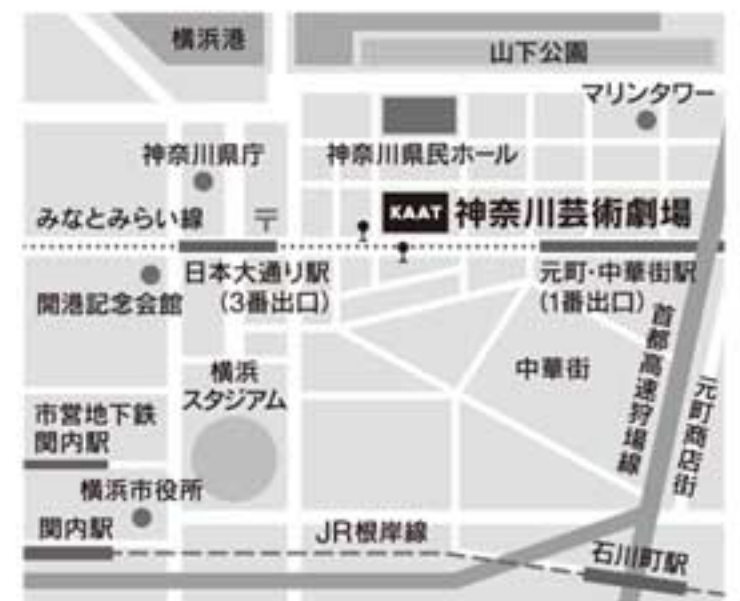 横浜港
山下公園
マリンタワー
神奈川県庁
神奈川県民ホール
みなとみらい線
〒
KAAT 神奈川芸術劇場
日本大通り駅
(3番出口)
元町・中華街駅
(1番出口)
開港記念会館
首都高速狩場線
中華街
元町商店街
横浜
スタジアム
市営地下鉄
関内駅
横浜市役所
関内駅
JR根岸線
石川町駅